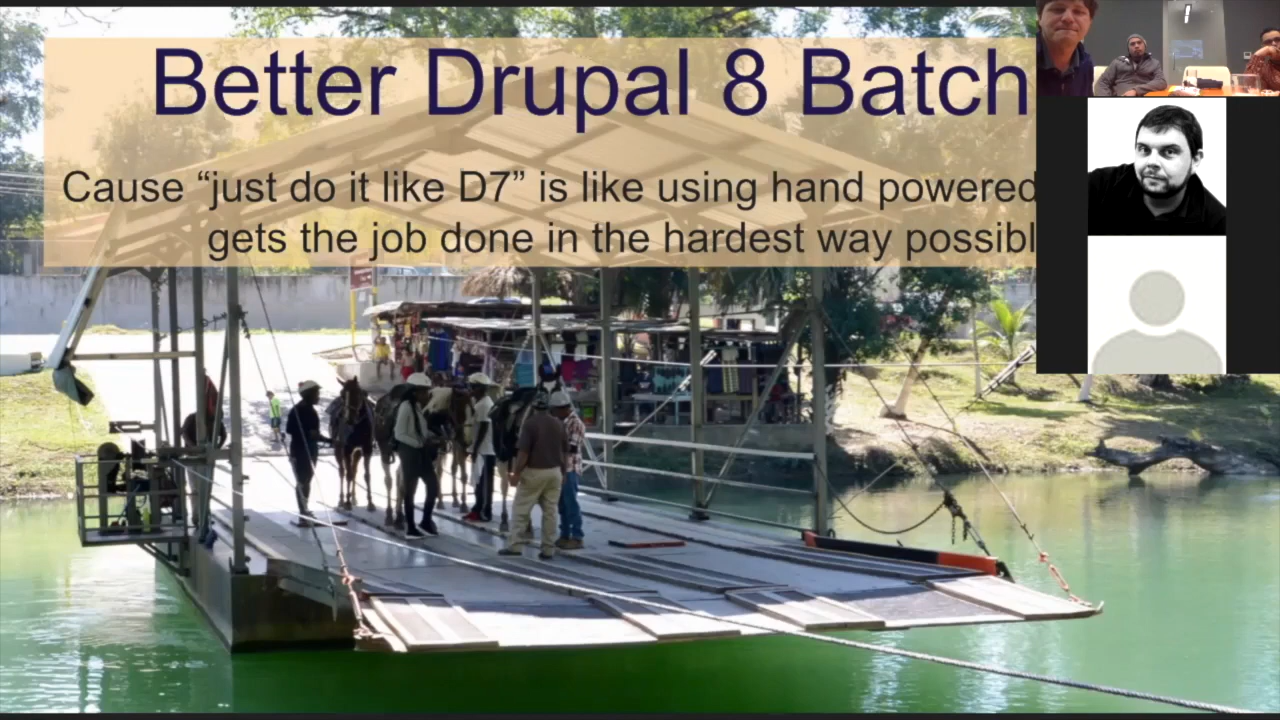 Better Drupal 8 Batch
Cause “just do it like D7” is like using hand powered
gets the job done in the hardest way possibl